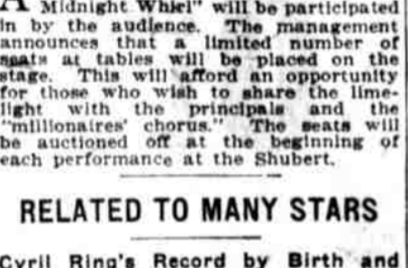 A Midnight Whirl" will be participated
in by the audience. The management
announces that a limited number of
seats at tables will be placed on the
stage. This will afford an opportunity
for those who wish to share the lime-
light with the principals and the
"millionaires' chorus." The seats will
be auctioned off at the beginning of
each performance at the Shubert.
RELATED TO MANY STARS
Cyril Ring's Record by Birth and